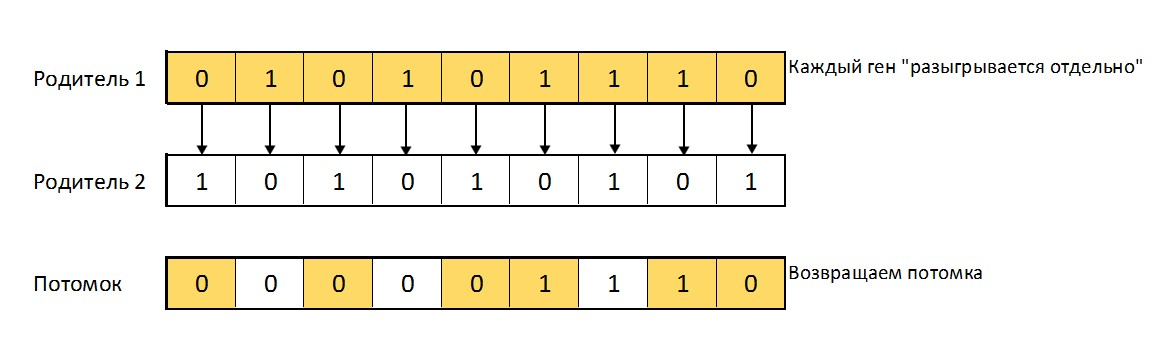 Родитель 1 0 1 0 1 0 1 1 1 0 Каждый ген "разыгрывается отдельно"
Родитель 2 1 0 1 0 1 0 1 0 1
Потомок 0 0 0 0 0 1 1 1 0 Возвращаем потомка